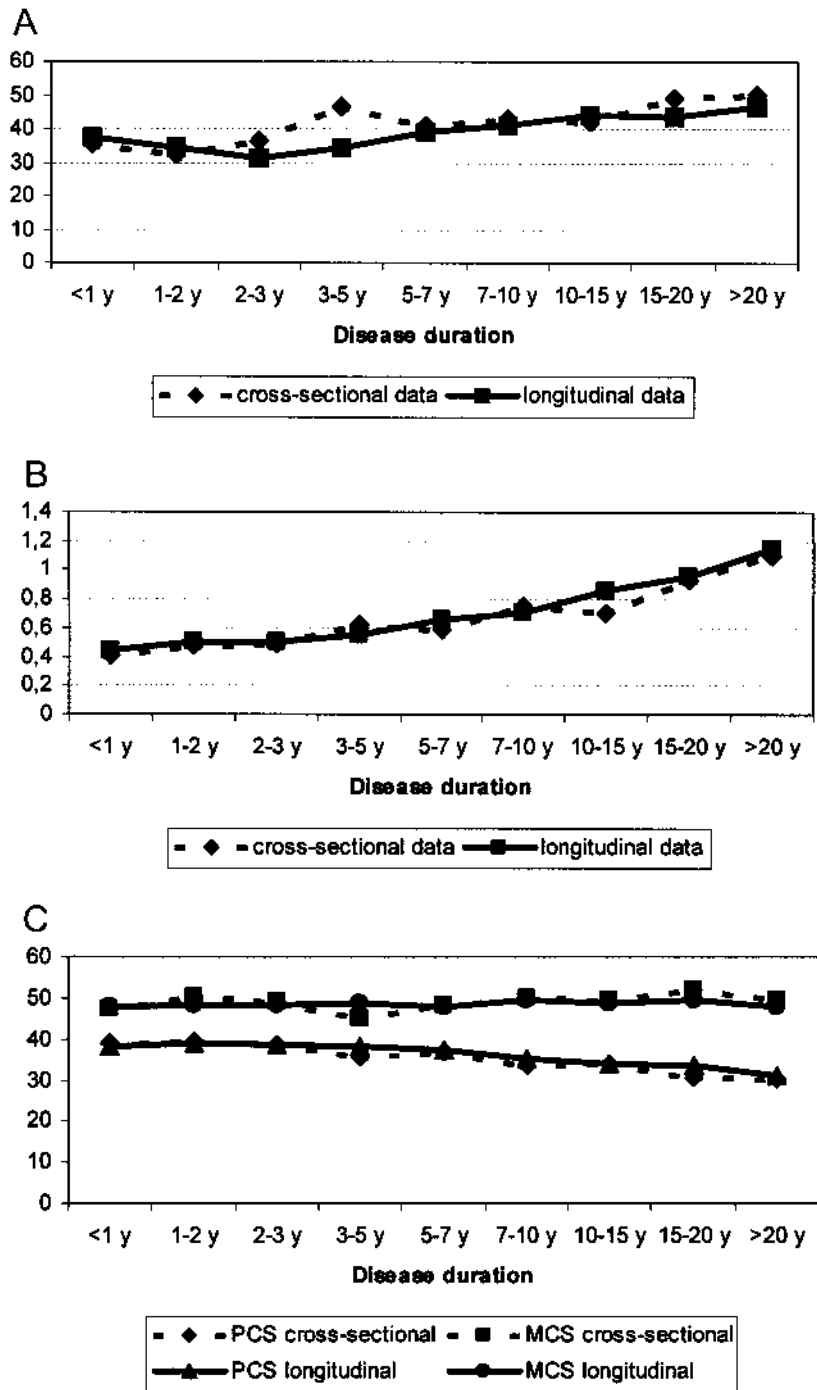 A
60
50
40
30
20
10
0
<1 y 1-2 y 2-3 y 3-5 y 5-7 y 7-10 y 10-15 y 15-20 y >20 y
Disease duration
cross-sectional data longitudinal data
B
1,4
1,2
1
0,8
0,6
0,4
0,2
0
<1 y 1-2 y 2-3 y 3-5 y 5-7 y 7-10 y 10-15 y 15-20 y >20 y
Disease duration
cross-sectional data longitudinal data
C
60
50
40
30
20
10
0
<1 y 1-2 y 2-3 y 3-5 y 5-7 y 7-10 y 10-15 y 15-20 y >20 y
Disease duration
PCS cross-sectional MCS cross-sectional
PCS longitudinal MCS longitudinal